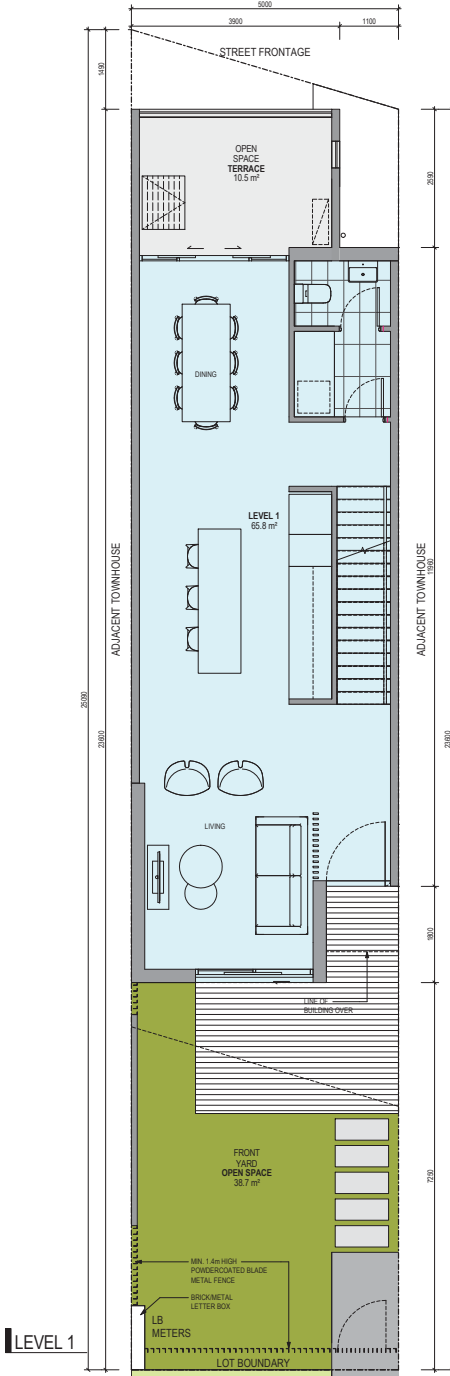 5000
3900
1100
STREET FRONTAGE
1490
OPEN
SPACE
TERRACE
10.5 m²
2590
DINING
LEVEL 1
65.8 m²
ADJACENT TOWNHOUSE
ADJACENT TOWNHOUSE
11960
25090
23600
23600
LIVING
1800
LINE OF
BUILDING OVER
FRONT
YARD
OPEN SPACE
38.7 m²
7250
MIN. 1.4m HIGH
POWDERCOATED BLADE
METAL FENCE
BRICK/METAL
LETTER BOX
LB
METERS
LEVEL 1
LOT BOUNDARY